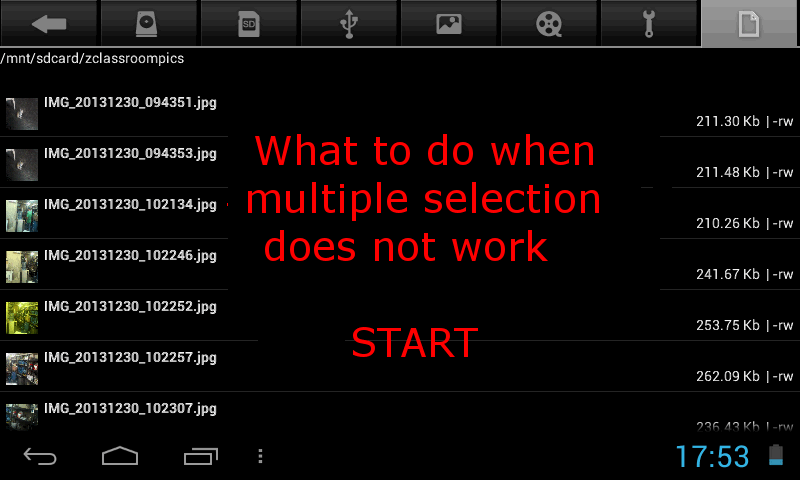 SD
/mnt/sdcard/zclassroompics
IMG_20131230_094351.jpg
211.30 Kb | -rw
IMG_20131230_094353.jpg
211.48 Kb | -rw
IMG_20131230_102134.jpg
210.26 Kb | -rw
IMG_20131230_102246.jpg
241.67 Kb | -rw
IMG_20131230_102252.jpg
253.75 Kb | -rw
IMG_20131230_102257.jpg
262.09 Kb | -rw
IMG_20131230_102307.jpg
236.43 Kb | -rw
What to do when
multiple selection
does not work
START
17:53